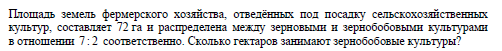 Площадь земель фермерского хозяйства, отведённых под посадку сельскохозяйственных
культур, составляет 72 га и распределена между зерновыми и зернобобовыми культурами
в отношении 7 : 2 соответственно. Сколько гектаров занимают зернобобовые культуры?